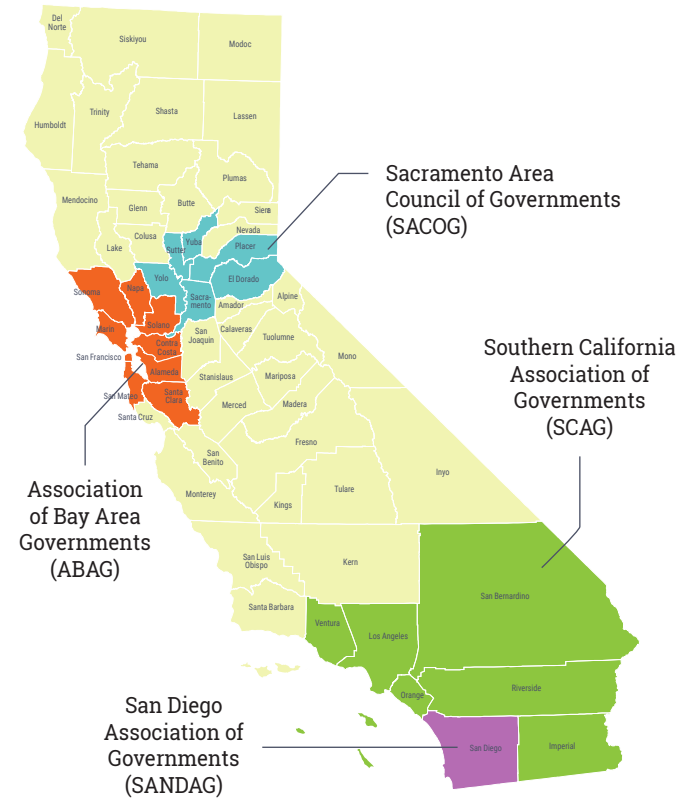 Del
Norte
Siskiyou
Modoc
Humboldt
Trinity
Shasta
Lassen
Tehama
Plumas
Mendocino
Glenn
Butte
Sierra
Nevada
Colusa
Lake
Sutter
Yuba
Placer
Yolo
El Dorado
Sonoma
Napa
Sacra-
mento
Amador
Alpine
Marin
Solano
San
Joaquin
Calaveras
Tuolumne
Contra
Costa
San Francisco
Mono
Alameda
Stanislaus
Mariposa
San Mateo
Santa
Clara
Merced
Madera
Santa Cruz
Fresno
San
Benito
Inyo
Monterey
Kings
Tulare
San Luis
Obispo
Kern
Santa Barbara
San Bernardino
Ventura
Los Angeles
Orange
Riverside
San Diego
Imperial
Sacramento Area
Council of Governments
(SACOG)
Southern California
Association of
Governments
(SCAG)
Association
of Bay Area
Governments
(ABAG)
San Diego
Association of
Governments
(SANDAG)